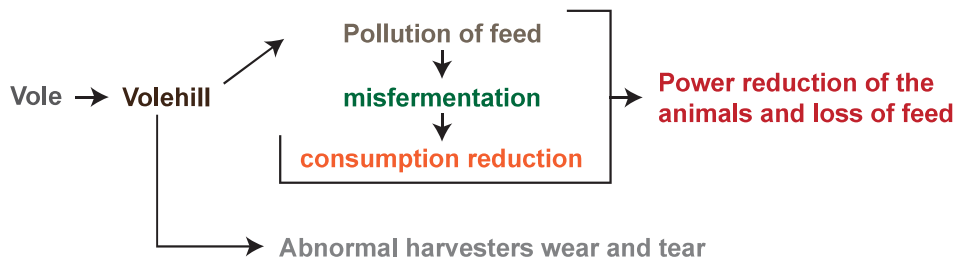 Pollution of feed
Vole
Volehill
misfermentation
Power reduction of the
animals and loss of feed
consumption reduction
Abnormal harvesters wear and tear